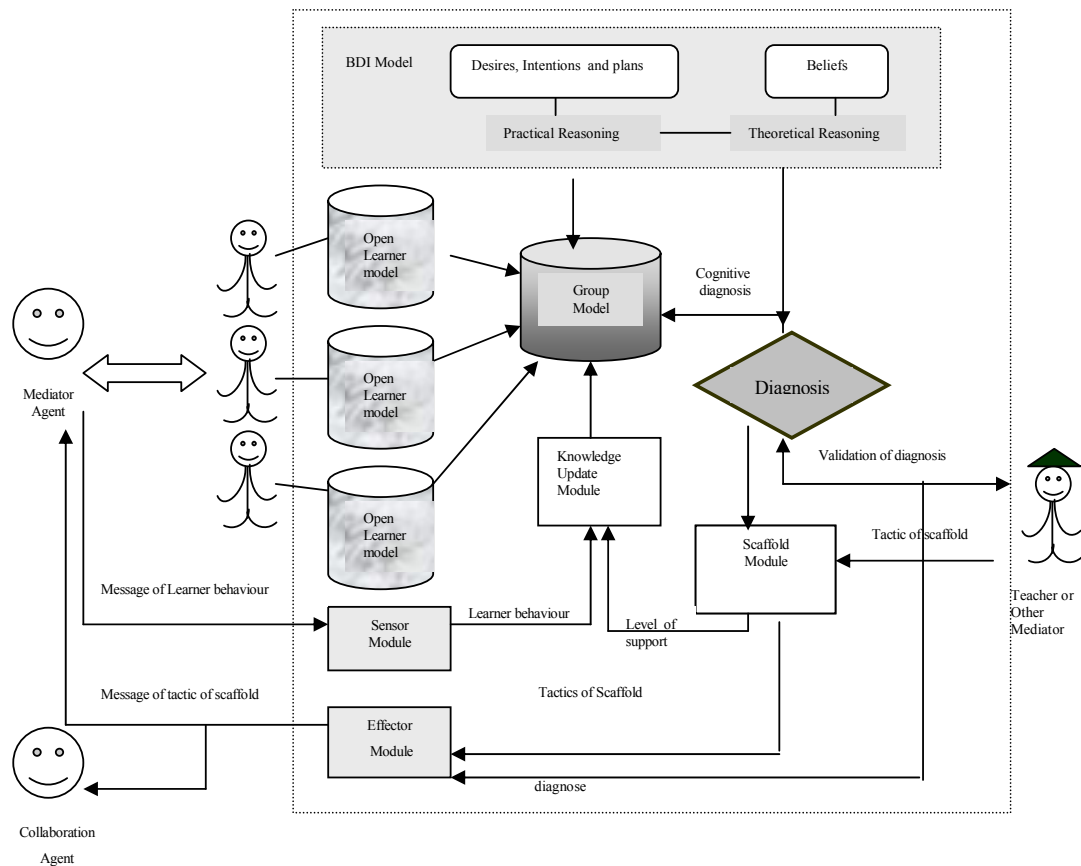 BDI Model
Desires, Intentions and plans
Beliefs
Practical Reasoning
Theoretical Reasoning
Open
Learner
model
Group
Model
Cognitive
diagnosis
Mediator
Agent
Open
Learner
model
Diagnosis
Knowledge
Update
Module
Validation of diagnosis
Open
Learner
model
Scaffold
Module
Tactic of scaffold
Teacher or
Other
Mediator
Message of Learner behaviour
Sensor
Module
Learner behaviour
Level of
support
Message of tactic of scaffold
Tactics of Scaffold
Effector
Module
diagnose
Collaboration
Agent